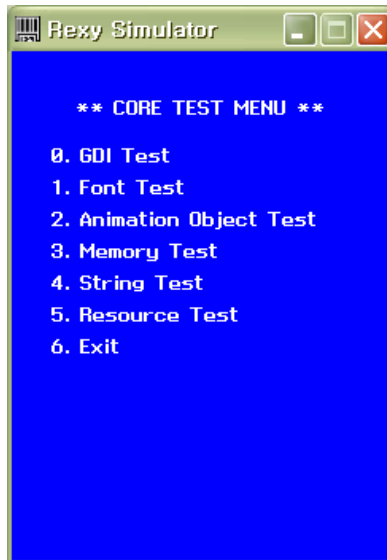 Rexy Simulator
** CORE TEST MENU **
0. GDI Test
1. Font Test
2. Animation Object Test
3. Memory Test
4. String Test
5. Resource Test
6. Exit